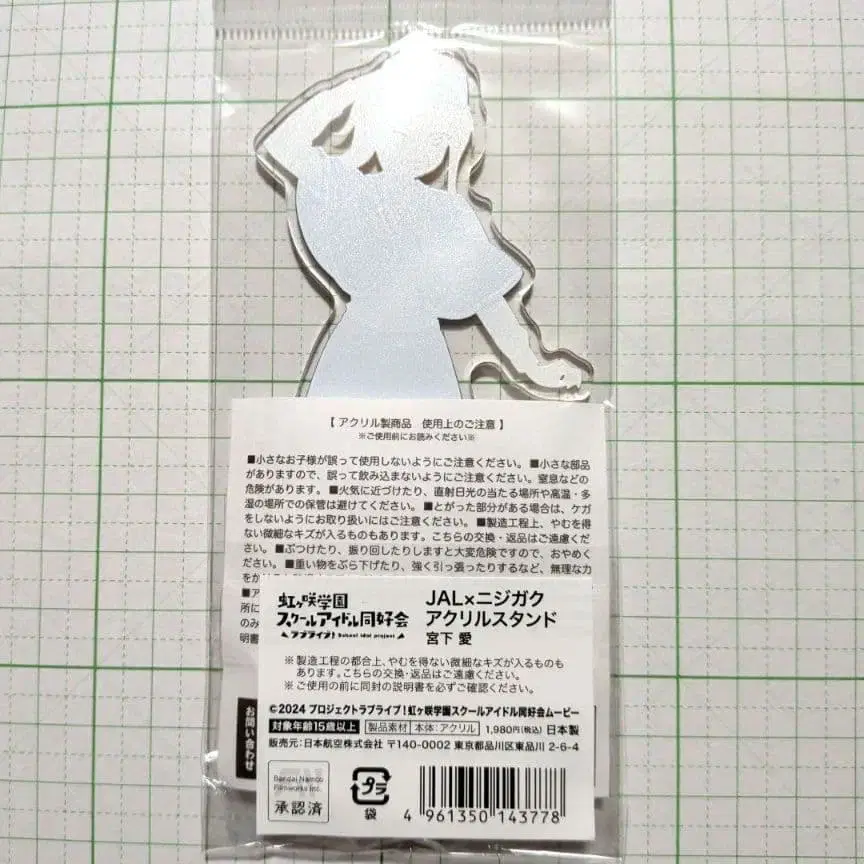 【 アクリル製商品　使用上のご注意 】
※ご使用前にお読みください※
■小さなお子様が誤って使用しないようにご注意ください。■小さな部品
がありますので、誤って飲み込まないようにご注意ください。窒息などの
危険があります。■火気に近づけたり、直射日光の当たる場所や高温・多
湿の場所での保管は避けてください。■とがった部分がある場合は、ケガ
をしないようにお取り扱いにはご注意ください。■製造工程上、やむを得
ない微細なキズが入るものもあります。こちらの交換・返品はご遠慮くだ
さい。■ぶつけたり、振り回したりしますと大変危険ですので、おやめく
ださい。■重い物をぶら下げたり、強く引っ張ったりするなど、無理な力
をか
■ア
所に
のみ
明書
お問い合わせ
虹ヶ咲学園
スクールアイドル同好会
ラブライブ! School idol project
JAL×ニジガク
アクリルスタンド
宮下 愛
※製造工程の都合上、やむを得ない微細なキズが入るものも
あります。こちらの交換・返品はご遠慮ください。
※ご使用の前に同封の説明書を必ずご確認ください。
©2024 プロジェクトラブライブ！虹ヶ咲学園スクールアイドル同好会ムービー
対象年齢15歳以上 製品素材 本体：アクリル 1,980円(税込) 日本製
販売元：日本航空株式会社 〒140-0002 東京都品川区東品川 2-6-4
Bandai Namco
Filmworks Inc.
承認済
プラ
袋
4 961350 143778